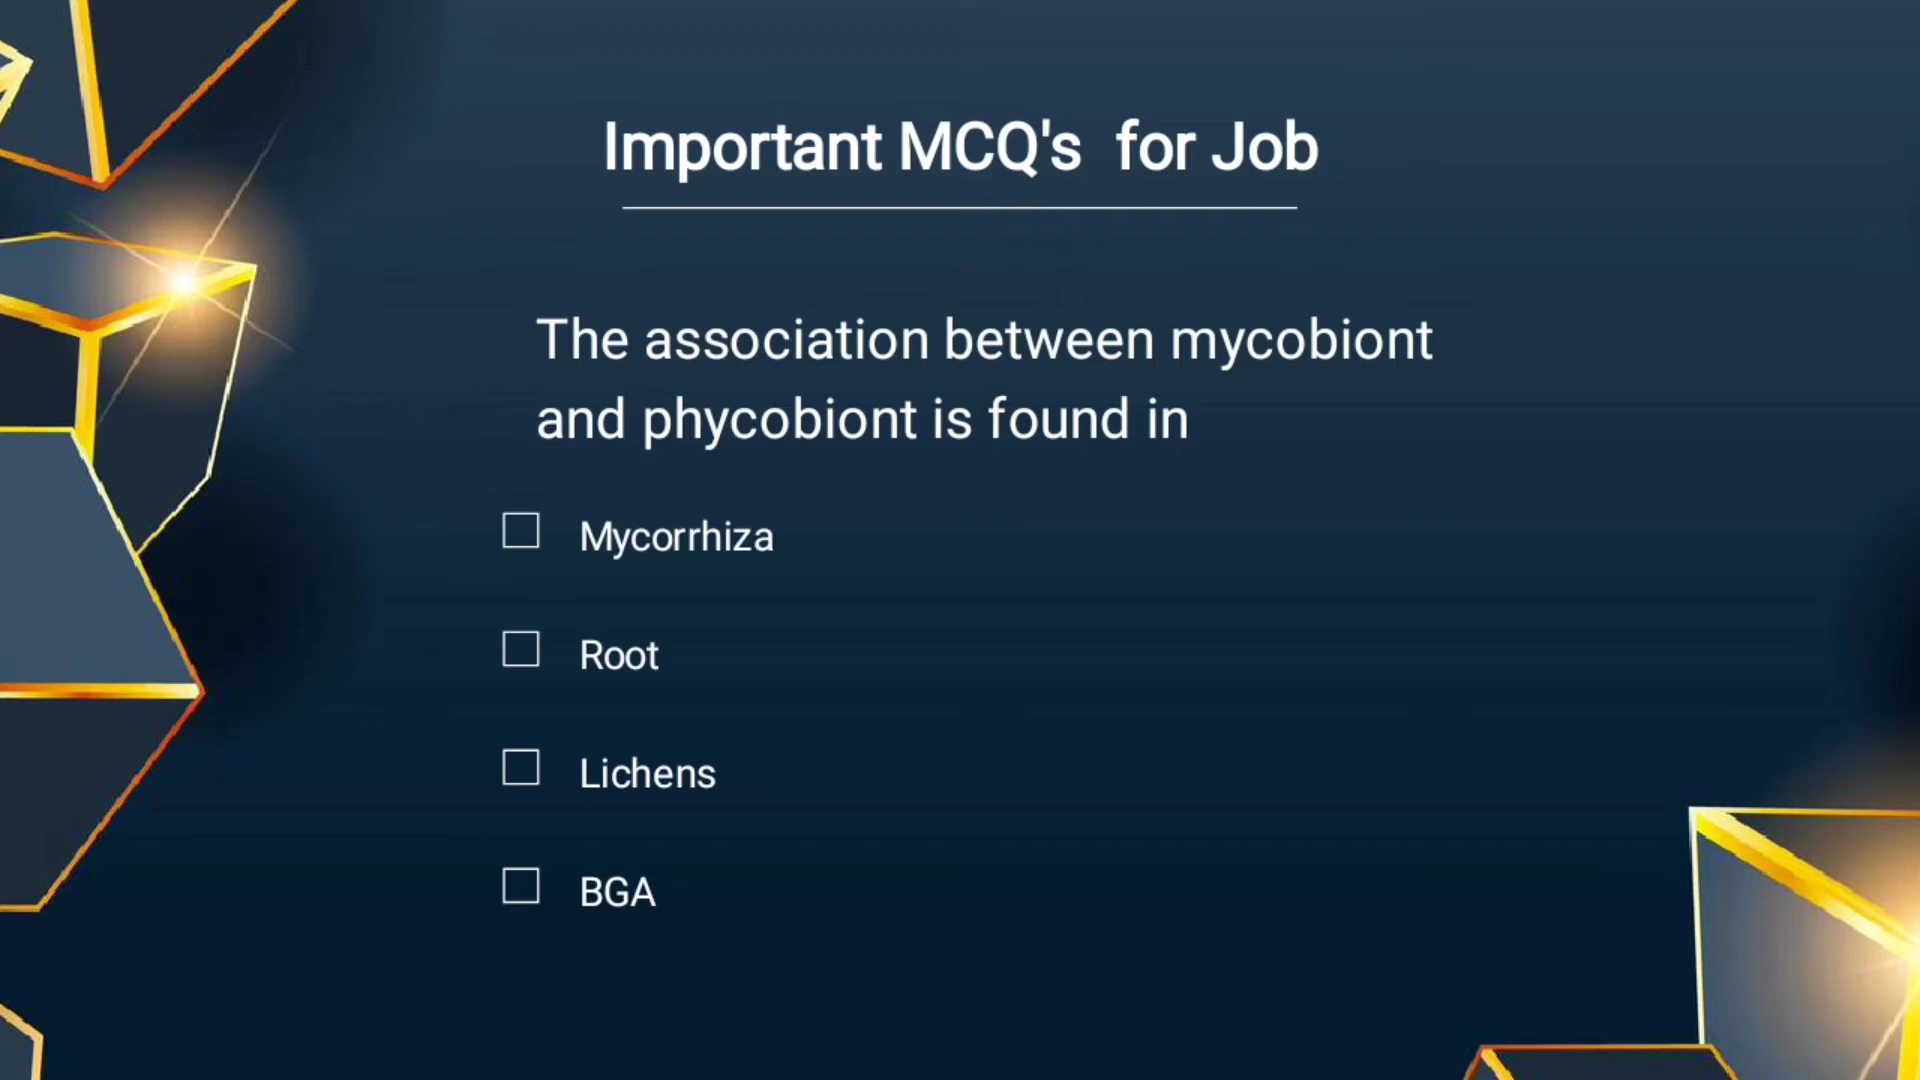 Important MCQ's  for Job
The association between mycobiont
and phycobiont is found in
Mycorrhiza
Root
Lichens
BGA